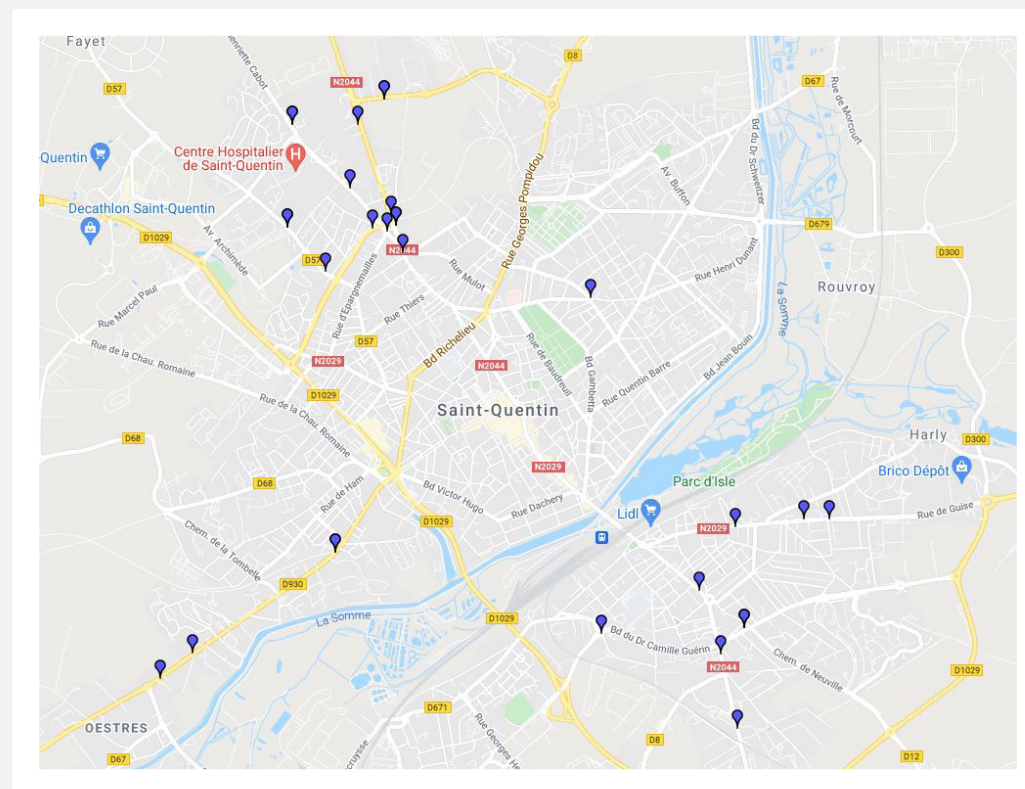 Fayet
D8
N2044
D57
D67
Henriette Cabot
Rue de Morcourt
Quentin
Centre Hospitalier
de Saint-Quentin
H
Bd du Dr Schweitzer
Av. Buffon
Rue Georges Pompidou
Decathlon Saint-Quentin
D1029
Av. Archimède
D679
N2044
D300
D57
Rue Mulot
Rue Henri Dunant
Rouvroy
La Somme
Rue Marcel Paul
Rue d'Epargnemailles
Rue Thiers
D57
Bd Richelieu
Rue de la Chau. Romaine
N2029
N2044
Rue de Baudreuil
Bd Gambetta
Rue Quentin Barre
Bd Jean Bouin
D1029
Rue de la Chau. Romaine
Saint-Quentin
D68
Harly
D300
N2029
Brico Dépôt
D68
Rue de Ham
Bd Victor Hugo
Rue Dachery
Parc d'Isle
Lidl
Rue de Guise
D1029
N2029
Chem. de la Tombelle
D930
La Somme
D1029
Bd du Dr Camille Guérin
N2044
Chem. de Neuville
D1029
D671
OESTRES
D67
Rue Georges
D8
D12